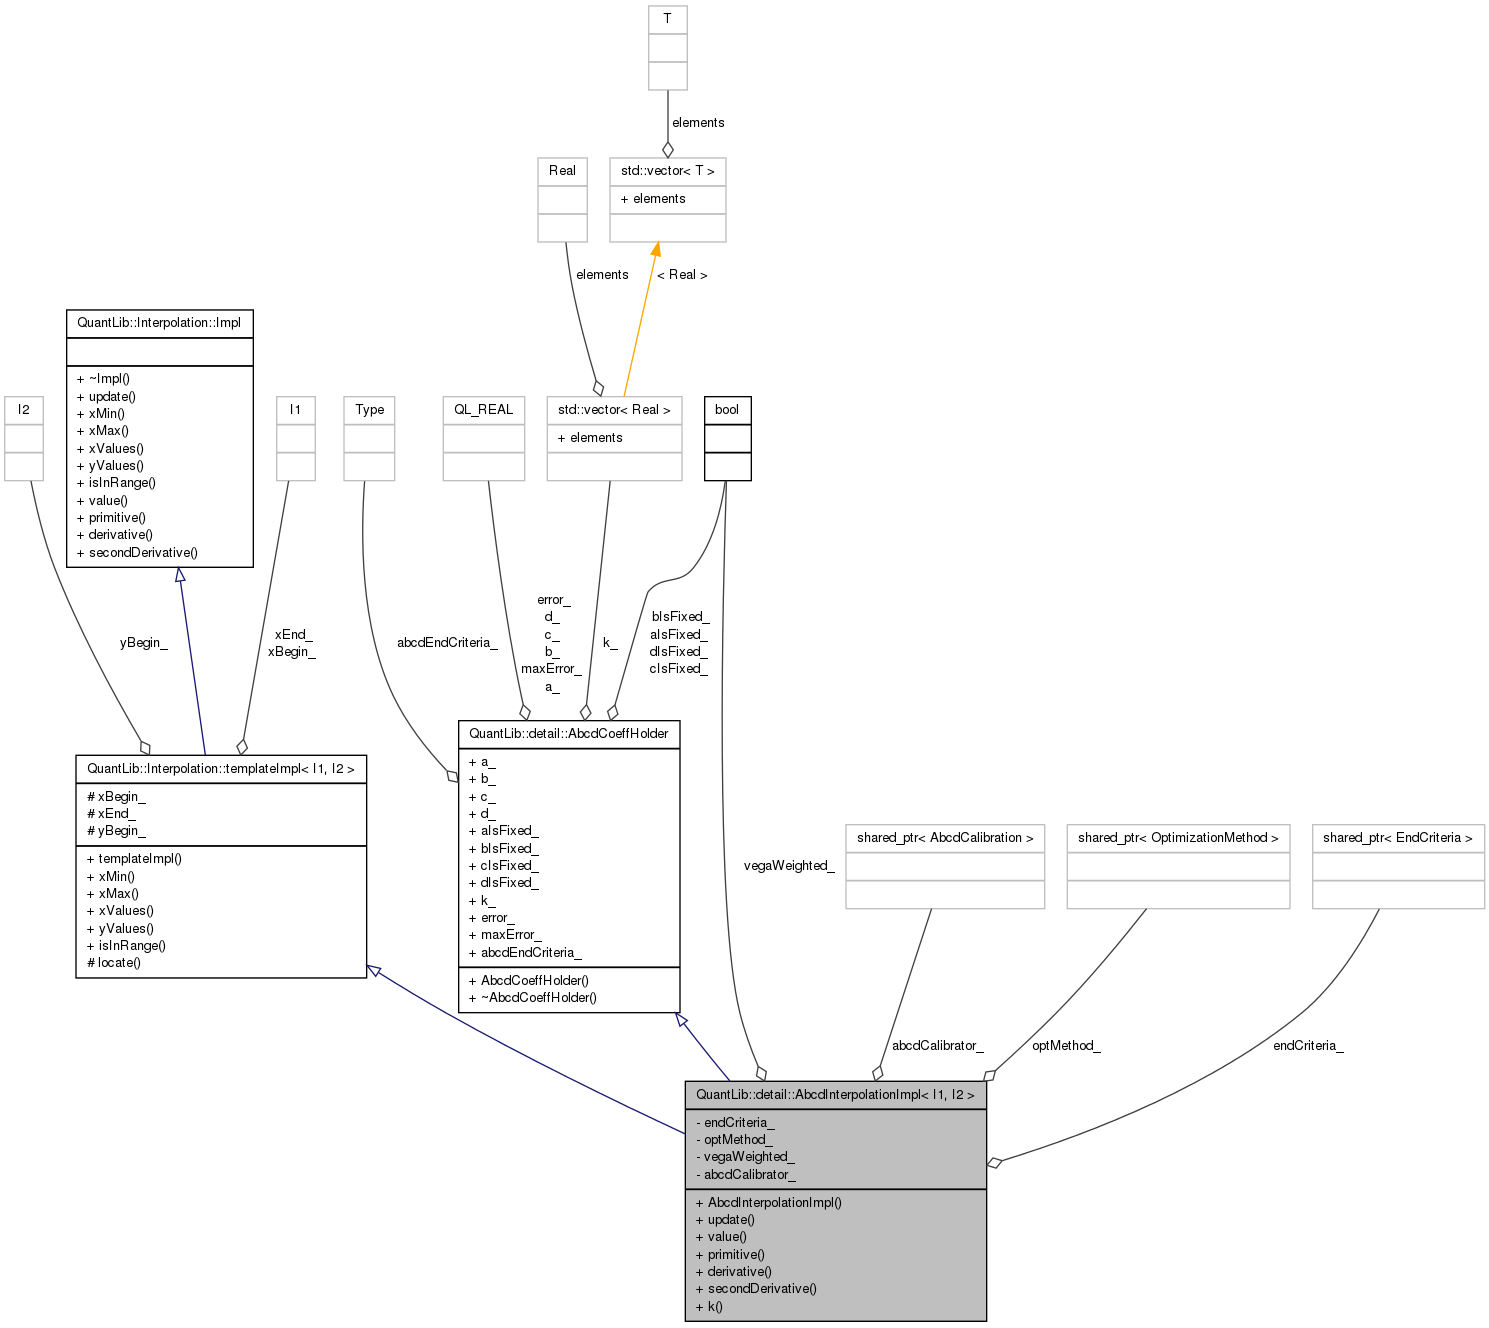 T
elements
Real
std::vector< T >
+ elements
elements
< Real >
QuantLib::Interpolation::Impl
+ ~Impl()
+ update()
+ xMin()
+ xMax()
+ xValues()
+ yValues()
+ isInRange()
+ value()
+ primitive()
+ derivative()
+ secondDerivative()
I2
I1
Type
QL_REAL
std::vector< Real >
+ elements
bool
yBegin_
xEnd_
xBegin_
abcdEndCriteria_
error_
d_
c_
b_
maxError_
a_
k_
bIsFixed_
aIsFixed_
dIsFixed_
cIsFixed_
QuantLib::Interpolation::templateImpl< I1, I2 >
# xBegin_
# xEnd_
# yBegin_
+ templateImpl()
+ xMin()
+ xMax()
+ xValues()
+ yValues()
+ isInRange()
# locate()
QuantLib::detail::AbcdCoeffHolder
+ a_
+ b_
+ c_
+ d_
+ aIsFixed_
+ bIsFixed_
+ cIsFixed_
+ dIsFixed_
+ k_
+ error_
+ maxError_
+ abcdEndCriteria_
+ AbcdCoeffHolder()
+ ~AbcdCoeffHolder()
vegaWeighted_
shared_ptr< AbcdCalibration >
shared_ptr< OptimizationMethod >
shared_ptr< EndCriteria >
abcdCalibrator_
optMethod_
endCriteria_
QuantLib::detail::AbcdInterpolationImpl< I1, I2 >
- endCriteria_
- optMethod_
- vegaWeighted_
- abcdCalibrator_
+ AbcdInterpolationImpl()
+ update()
+ value()
+ primitive()
+ derivative()
+ secondDerivative()
+ k()